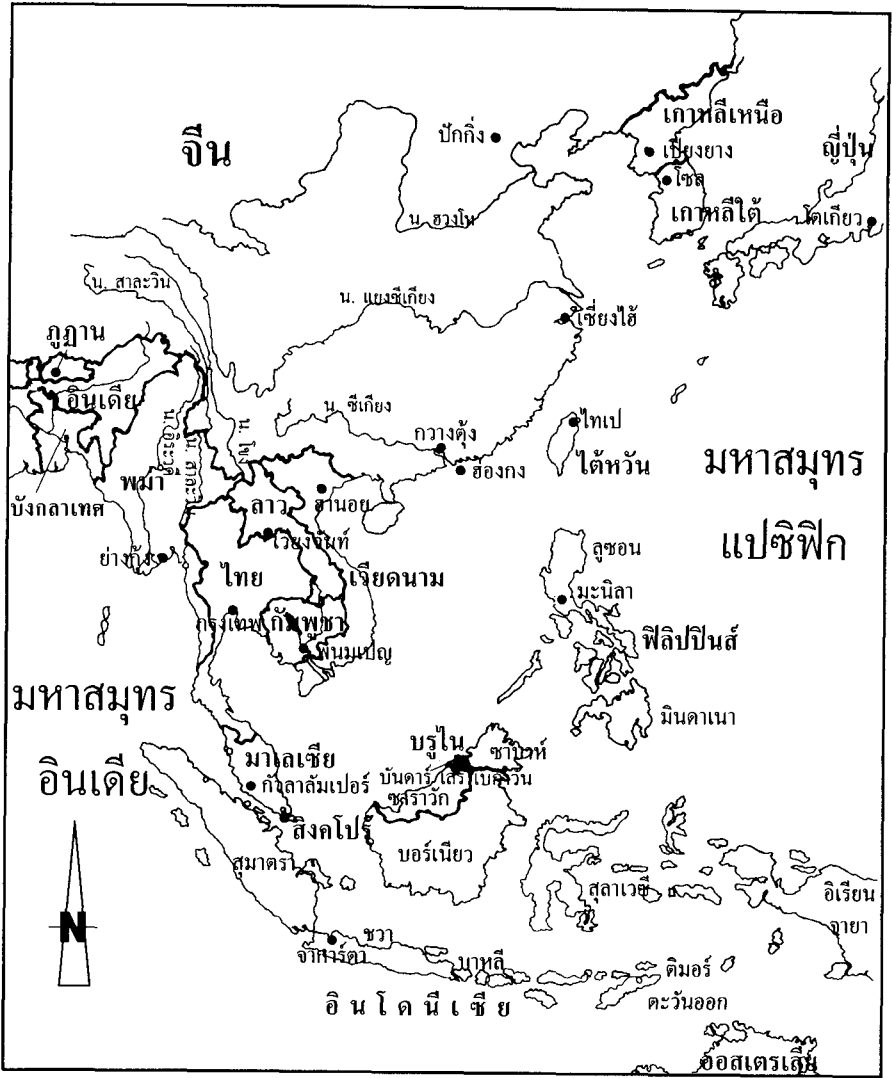 เกาหลีเหนือ
จีน
ปักกิ่ง
เปียงยาง
ญี่ปุ่น
โซล
เกาหลีใต้
โตเกียว
น. ฮวงโห
น. สาละวิน
น. แยงซีเกียง
เซี่ยงไฮ้
ภูฏาน
อินเดีย
น. ซีเกียง
น. โขง
น. อิระวดี
น. สาละวิน
กวางตุ้ง
ไทเป
ฮ่องกง
ไต้หวัน
มหาสมุทร
แปซิฟิก
พม่า
บังกลาเทศ
ลาว
ฮานอย
เวียงจันท์
ย่างกุ้ง
ไทย
เวียดนาม
ลูซอน
มะนิลา
กรุงเทพ
กัมพูชา
พนมเปญ
ฟิลิปปินส์
มหาสมุทร
อินเดีย
มินดาเนา
มาเลเซีย
บรูไน
ซาบาห์
กัวลาลัมเปอร์
บันดาร์ เสรีเบกาวัน
ซาราวัก
สิงคโปร์
สุมาตรา
บอร์เนียว
สุลาเวซี
อิเรียน
จายา
N
ชวา
จาการ์ตา
บาหลี
ติมอร์
ตะวันออก
อินโดนีเซีย
ออสเตรเลีย